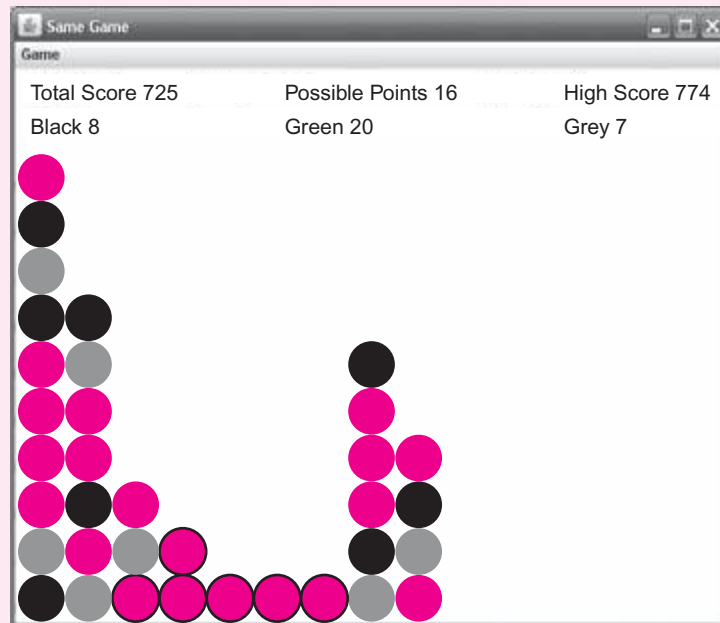 Same Game
Game
Total Score 725 Possible Points 16 High Score 774
Black 8 Green 20 Grey 7